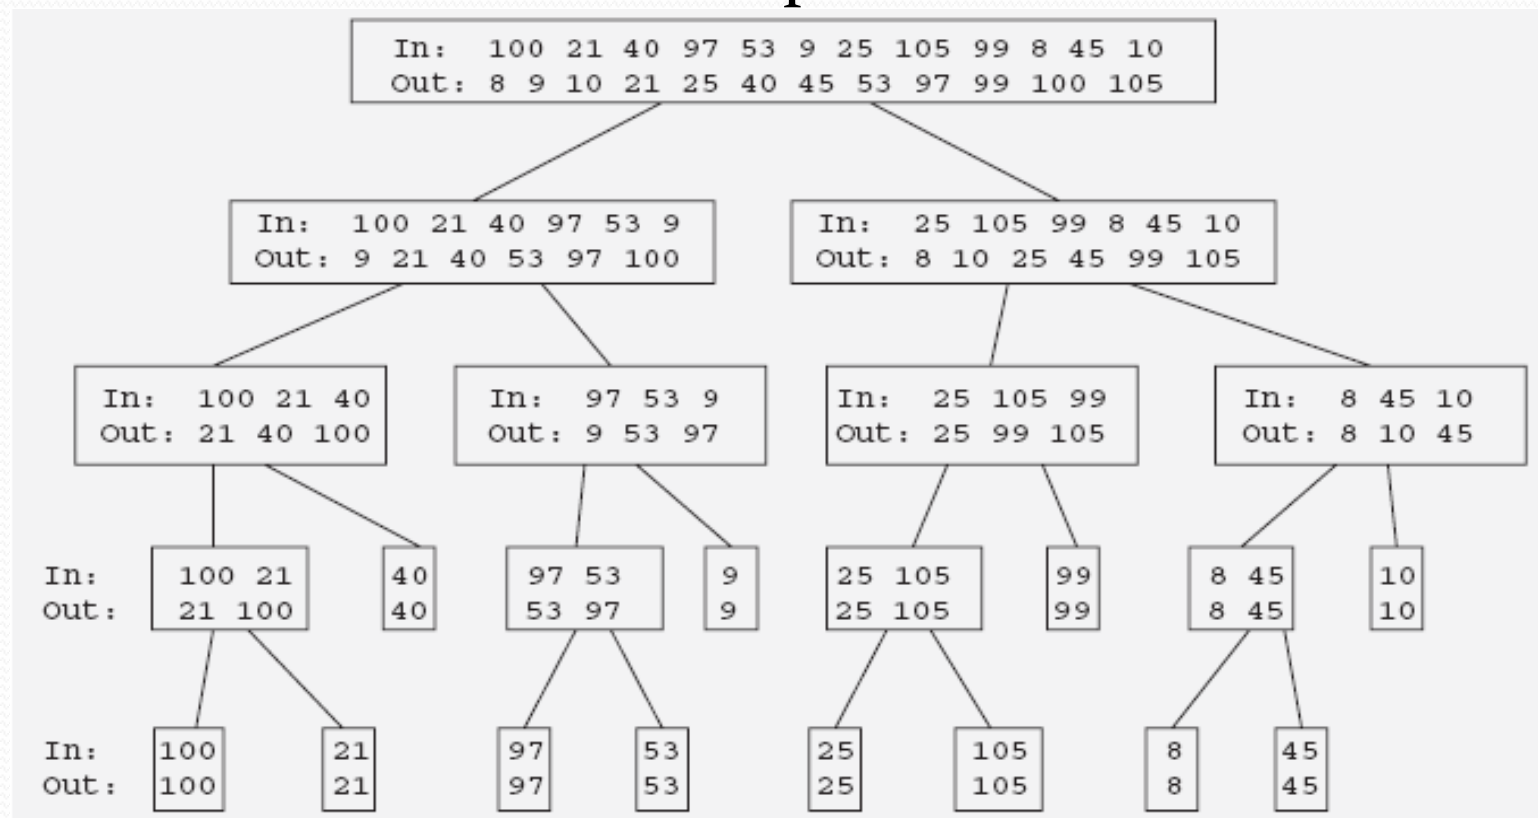 In: 100 21 40 97 53 9 25 105 99 8 45 10
Out: 8 9 10 21 25 40 45 53 97 99 100 105
In: 100 21 40 97 53 9
Out: 9 21 40 53 97 100
In: 25 105 99 8 45 10
Out: 8 10 25 45 99 105
In: 100 21 40
Out: 21 40 100
In: 97 53 9
Out: 9 53 97
In: 25 105 99
Out: 25 99 105
In: 8 45 10
Out: 8 10 45
In: 100 21 40 97 53 9 25 105 99 8 45 10
Out: 21 100 40 53 97 9 25 105 99 8 45 10
In: 100 21 97 53 25 105 8 45
Out: 100 21 97 53 25 105 8 45